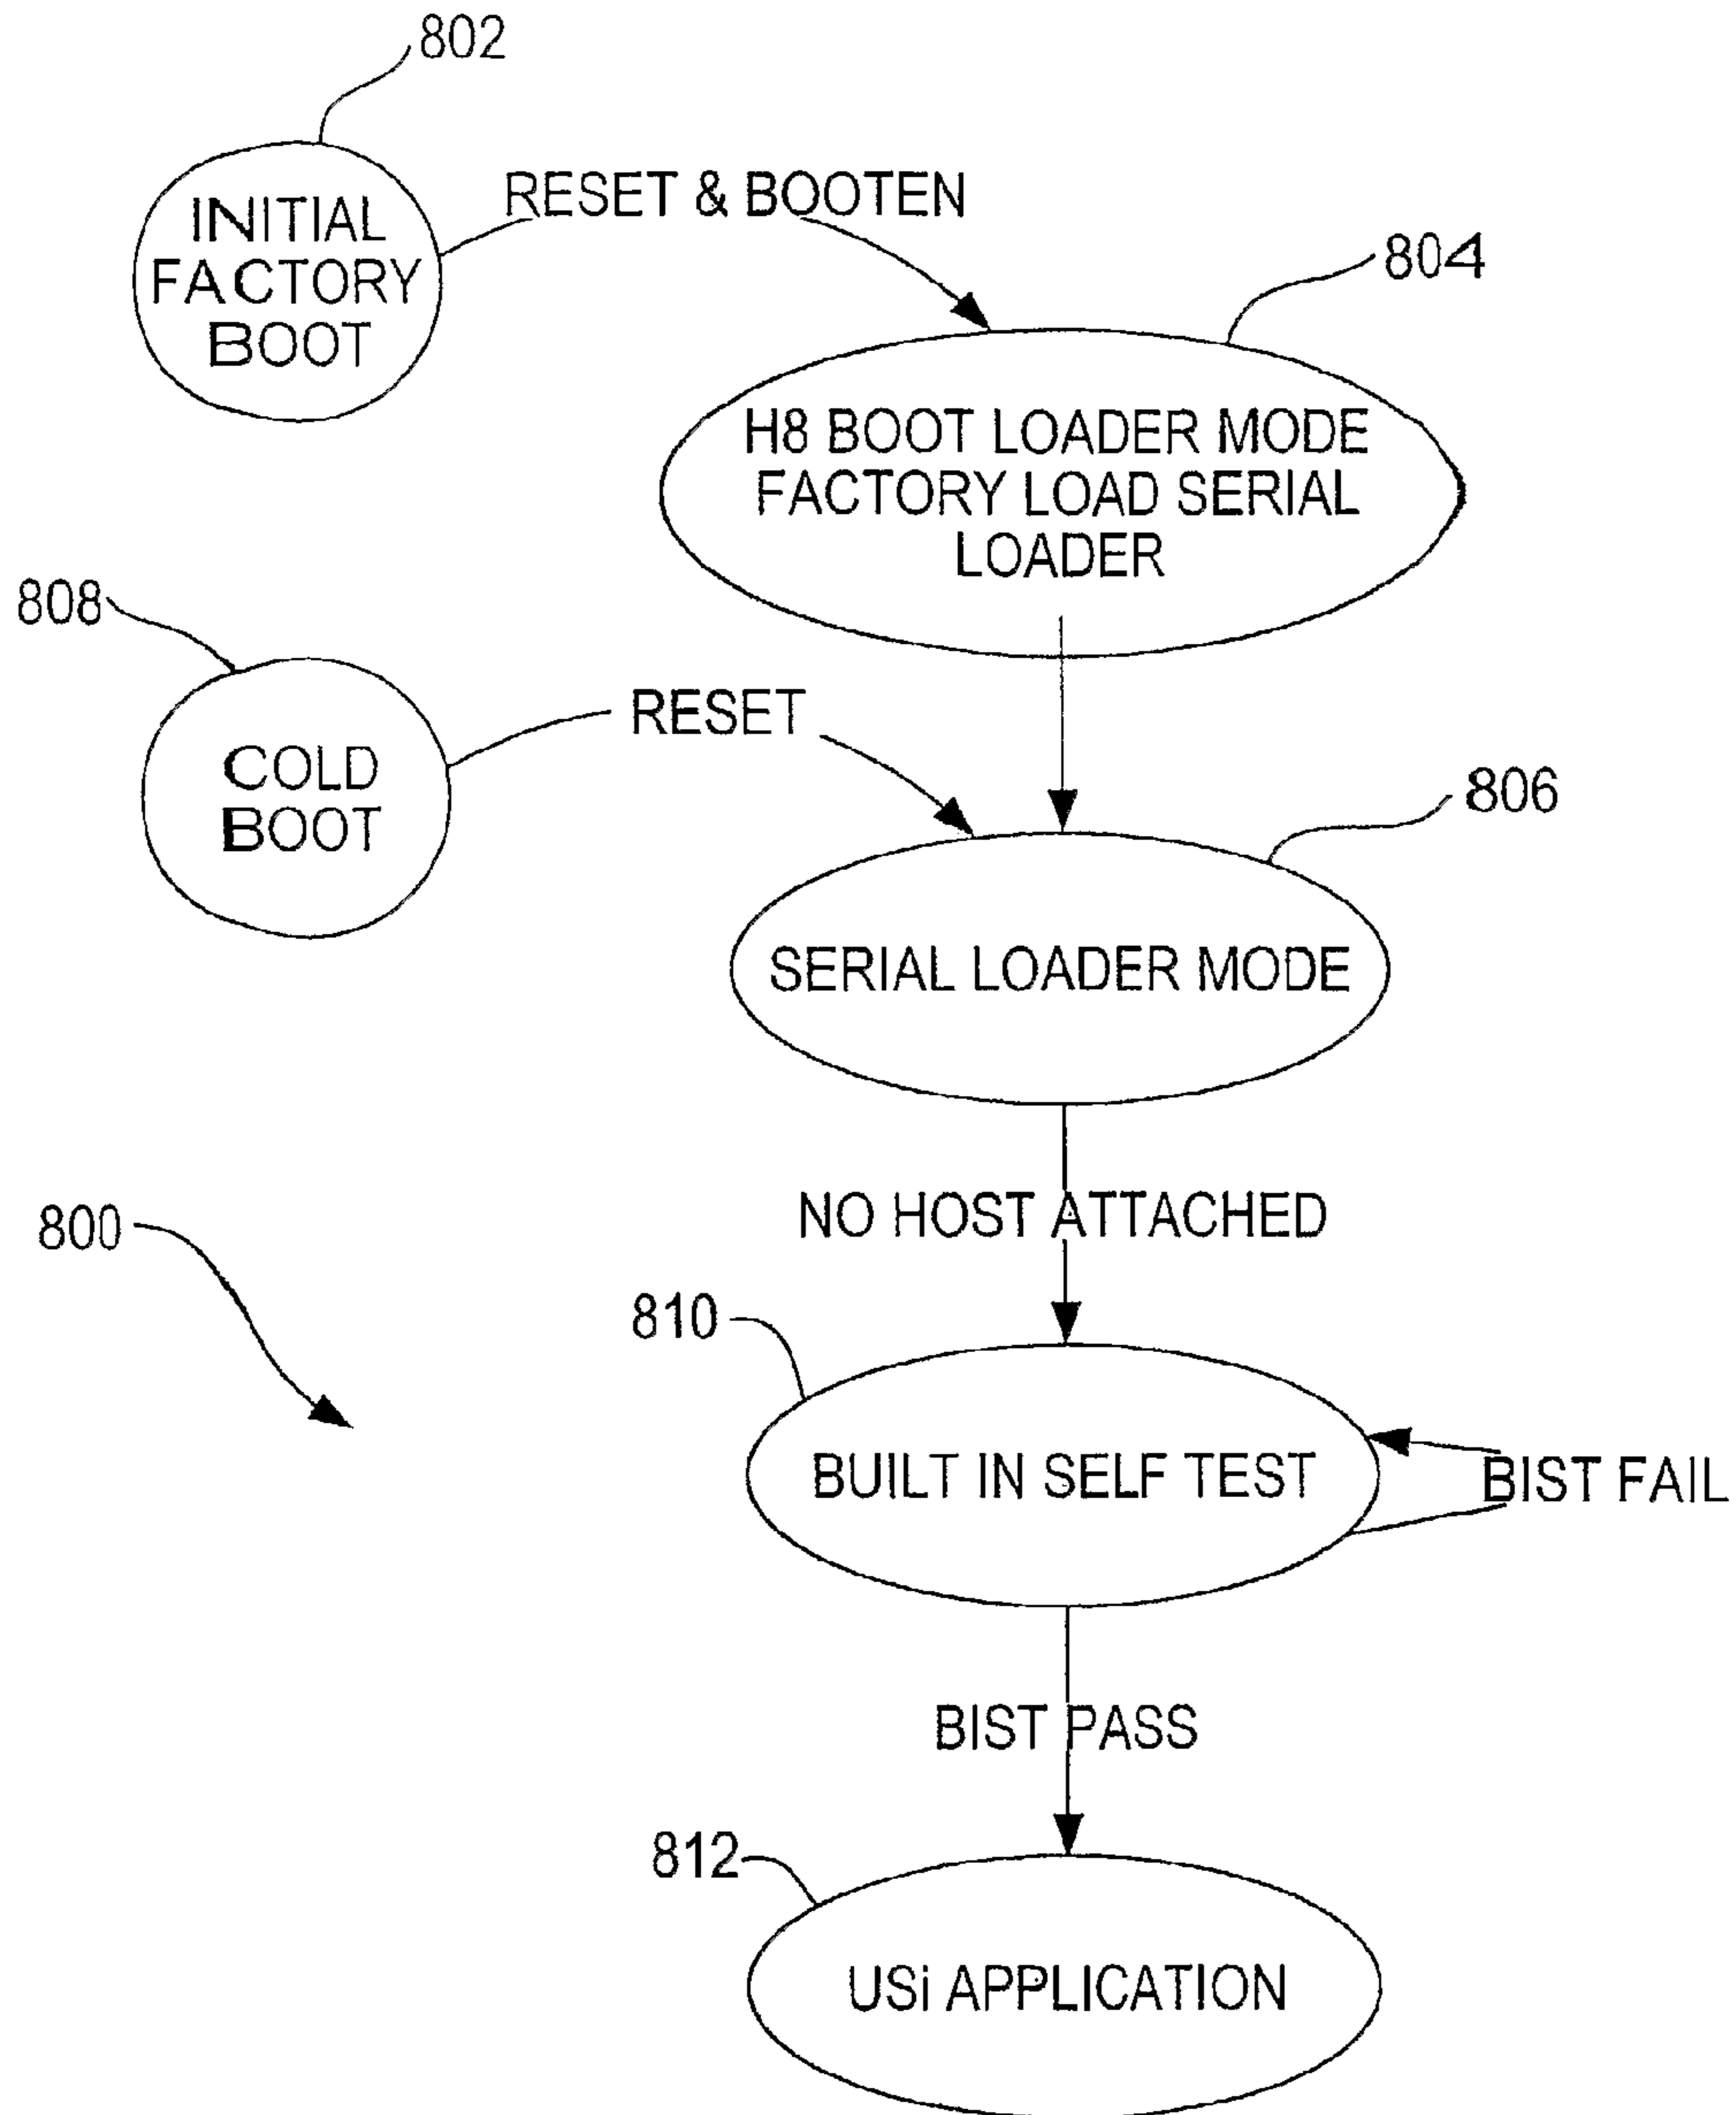 802
INITIAL
FACTORY
BOOT
RESET & BOOTEN
804
H8 BOOT LOADER MODE
FACTORY LOAD SERIAL
LOADER
808
COLD
BOOT
RESET
806
SERIAL LOADER MODE
NO HOST ATTACHED
800
810
BUILT IN SELF TEST
BIST FAIL
BIST PASS
812
USi APPLICATION